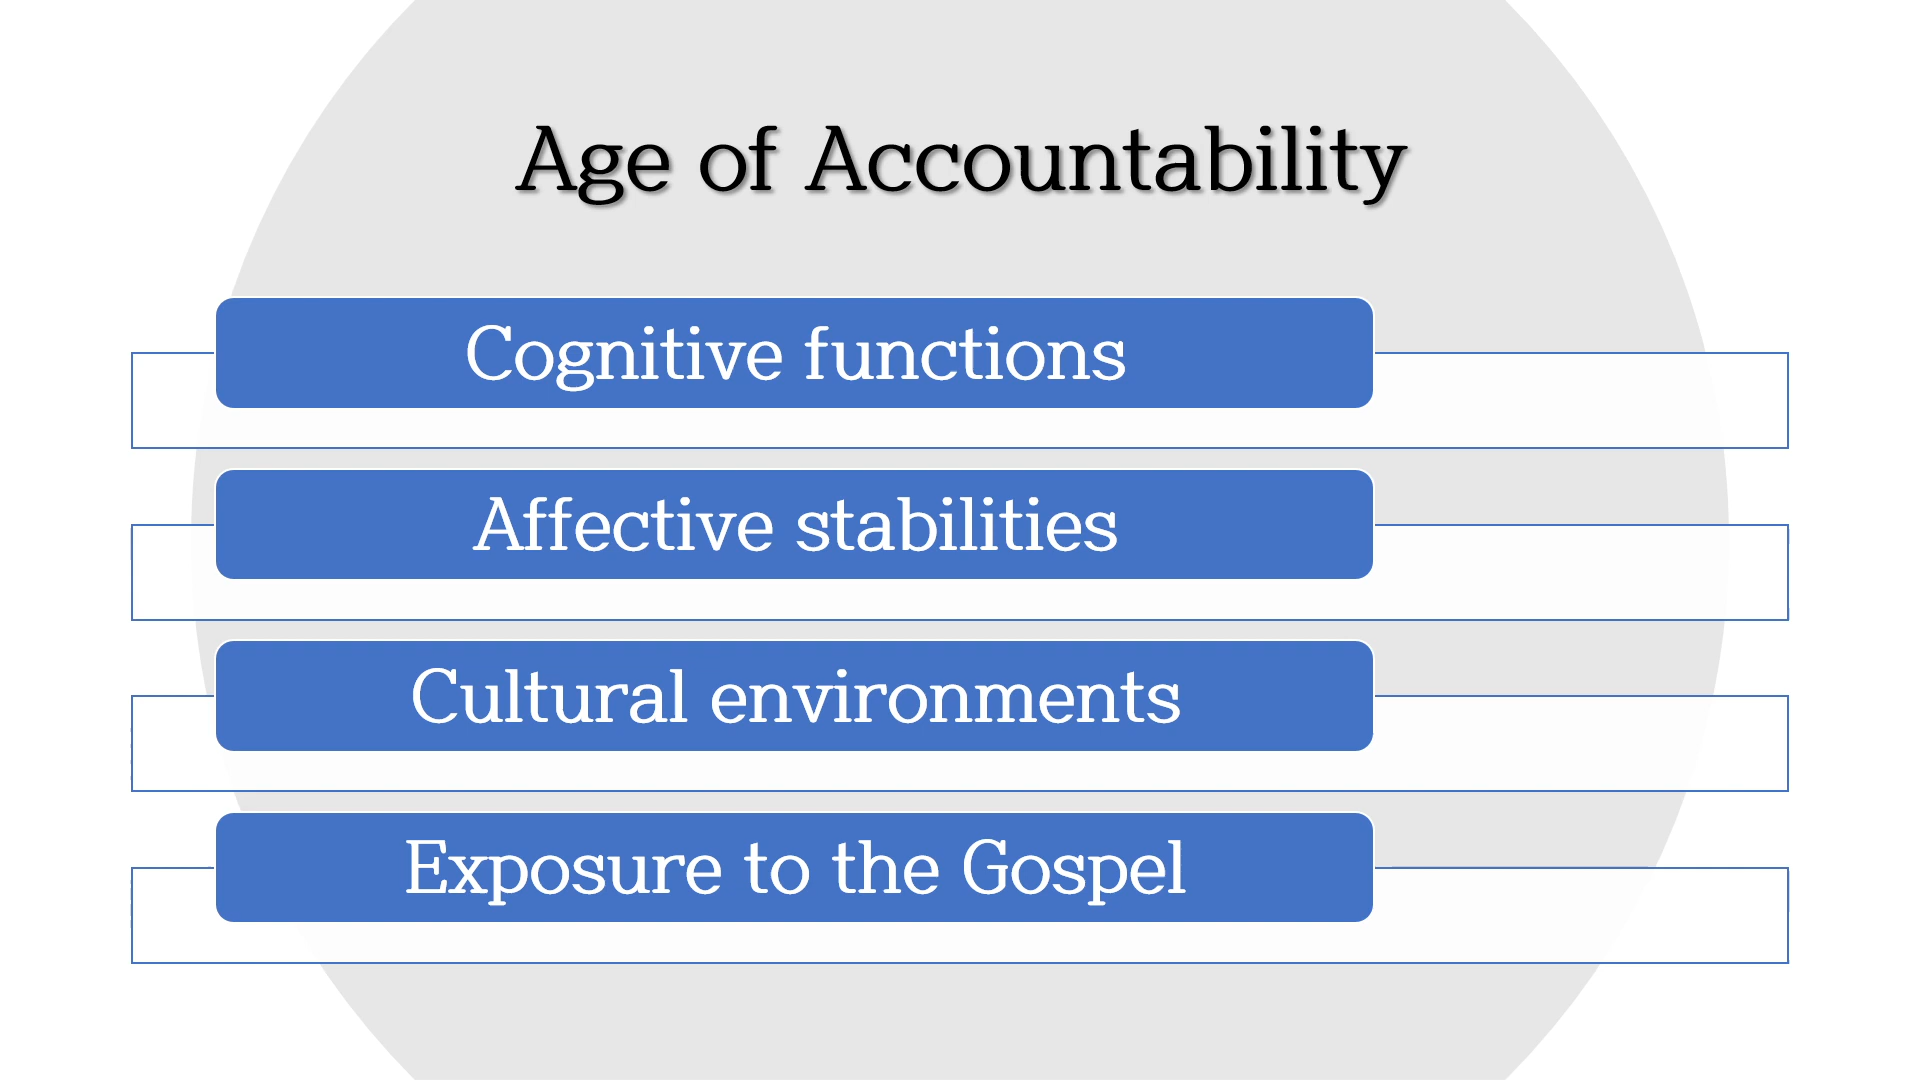 Age of Accountability
Cognitive functions
Affective stabilities
Cultural environments
Exposure to the Gospel